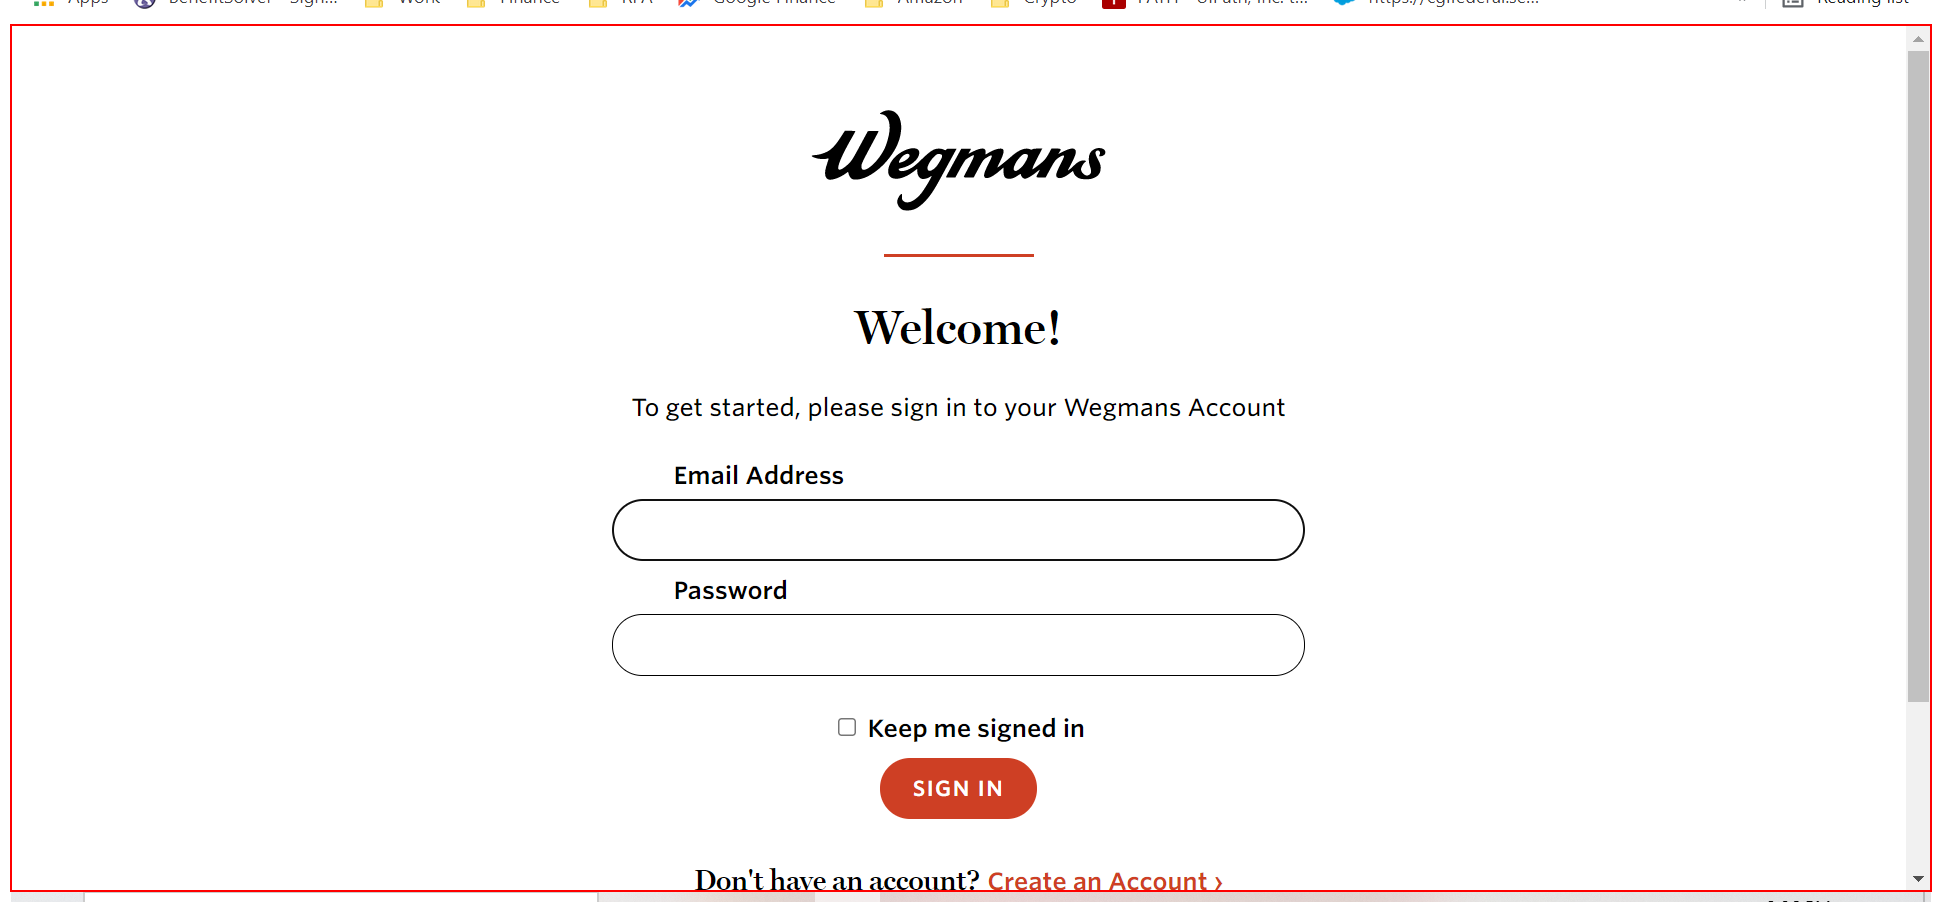 Apps BenefitSolver - Sign... Work Finance RPA Google Finance Amazon Crypto PATH - UiPath, Inc. t... https://cgifederal.se... » Reading list
Wegmans
Welcome!
To get started, please sign in to your Wegmans Account
Email Address
Password
Keep me signed in
SIGN IN
Don't have an account? Create an Account ›